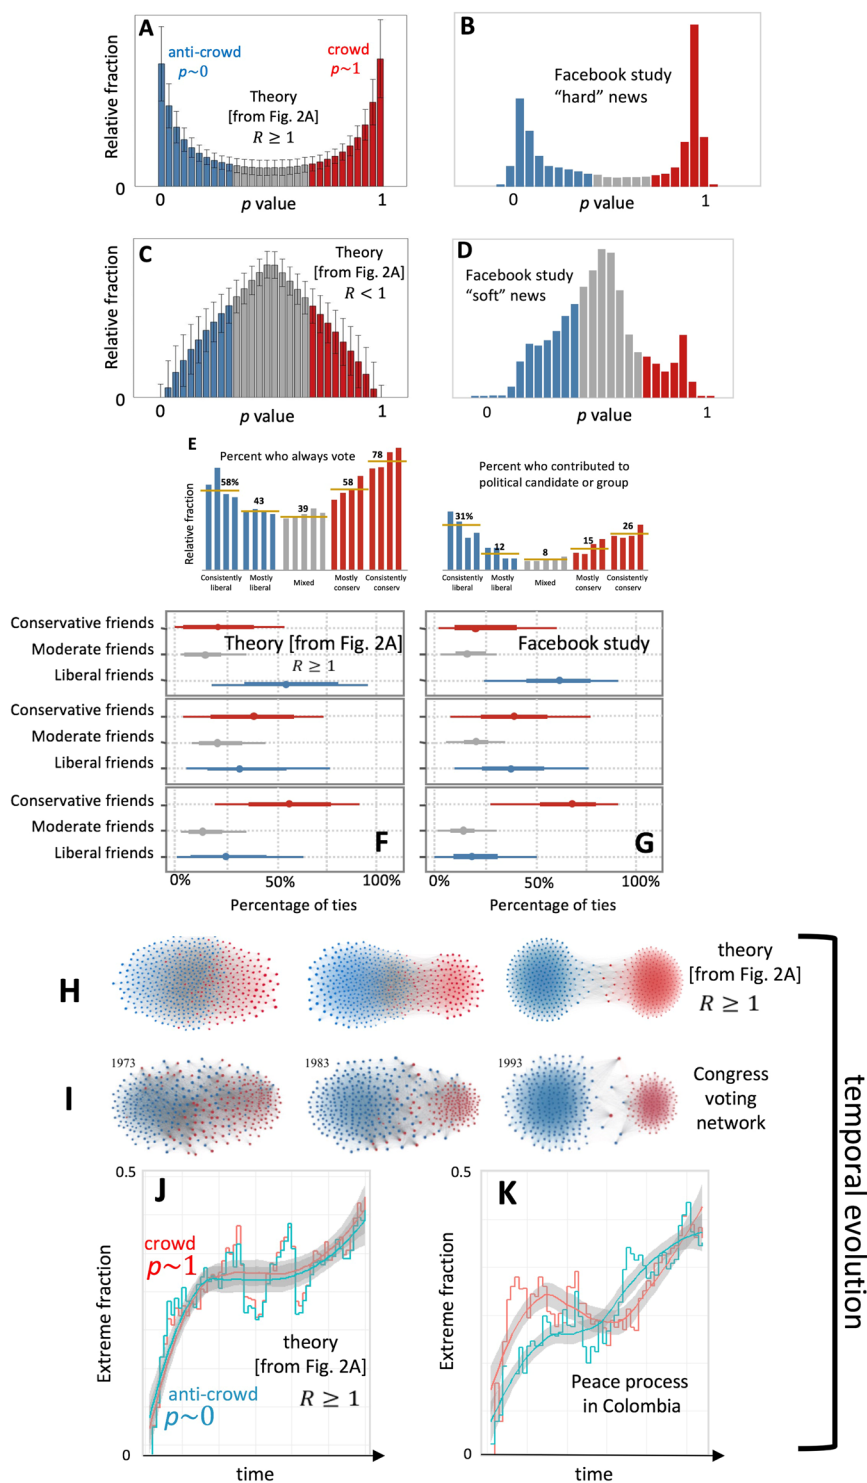 A
anti-crowd
p~0
crowd
p~1
Theory
[from Fig. 2A]
R ≥ 1
Relative fraction
0
0
1
p value
B
Facebook study
“hard” news
0
1
p value
C
Theory
[from Fig. 2A]
R < 1
Relative fraction
0
0
1
p value
D
Facebook study
“soft” news
0
1
p value
E
Percent who always vote
Relative fraction
58%
43
39
58
78
Consistently
liberal
Mostly
liberal
Mixed
Mostly
conserv
Consistently
conserv
Percent who contributed to
political candidate or group
31%
12
8
15
26
Consistently
liberal
Mostly
liberal
Mixed
Mostly
conserv
Consistently
conserv
Conservative friends
Moderate friends
Liberal friends
Theory [from Fig. 2A]
R ≥ 1
Facebook study
Conservative friends
Moderate friends
Liberal friends
Conservative friends
Moderate friends
Liberal friends
F
G
0%
50%
100%
Percentage of ties
0%
50%
100%
Percentage of ties
H
theory
[from Fig. 2A]
R ≥ 1
I
1973
1983
1993
Congress
voting
network
temporal evolution
J
0.5
crowd
p~1
Extreme fraction
theory
[from Fig. 2A]
R ≥ 1
anti-crowd
p~0
0
time
K
0.5
Extreme fraction
Peace process
in Colombia
0
time